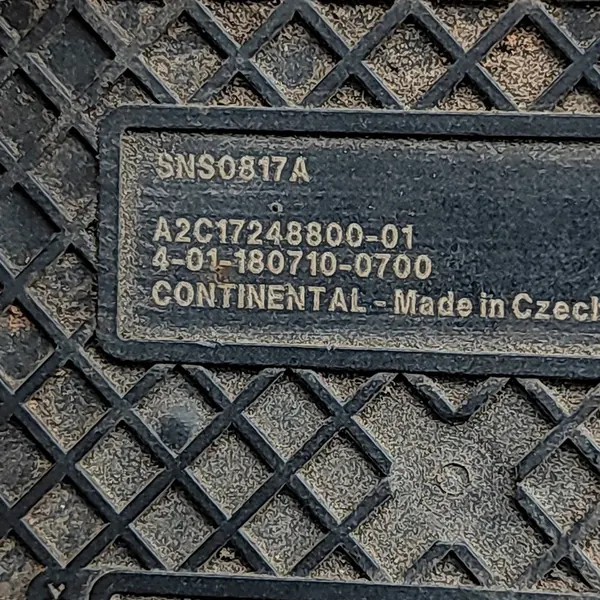 SNS0817A
A2C17248800-01
4-01-180710-0700
CONTINENTAL - Made in Czech